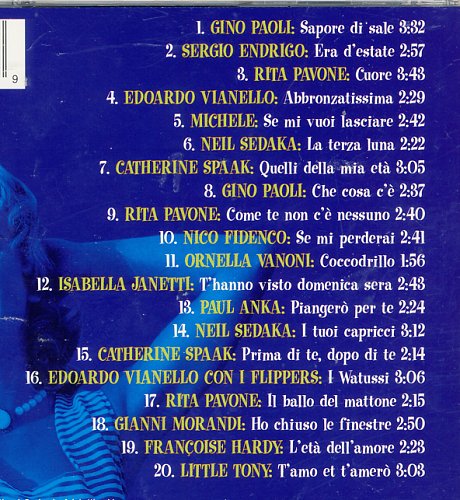 9
1. GINO PAOLI: Sapore di sale 3:32
2. SERGIO ENDRIGO: Era d'estate 2:57
3. RITA PAVONE: Cuore 3:43
4. EDOARDO VIANELLO: Abbronzatissima 2:29
5. MICHELE: Se mi vuoi lasciare 2:42
6. NEIL SEDAKA: La terza luna 2:22
7. CATHERINE SPAAK: Quelli della mia età 3:05
8. GINO PAOLI: Che cosa c'è 2:37
9. RITA PAVONE: Come te non c'è nessuno 2:40
10. NICO FIDENCO: Se mi perderai 2:41
11. ORNELLA VANONI: Coccodrillo 1:56
12. ISABELLA JANETTI: T'hanno visto domenica sera 2:43
13. PAUL ANKA: Piangerò per te 2:24
14. NEIL SEDAKA: I tuoi capricci 3:12
15. CATHERINE SPAAK: Prima di te, dopo di te 2:14
16. EDOARDO VIANELLO CON I FLIPPERS: I Watussi 3:06
17. RITA PAVONE: Il ballo del mattone 2:15
18. GIANNI MORANDI: Ho chiuso le finestre 2:50
19. FRANÇOISE HARDY: L'età dell'amore 2:23
20. LITTLE TONY: T'amo et t'amerò 3:03